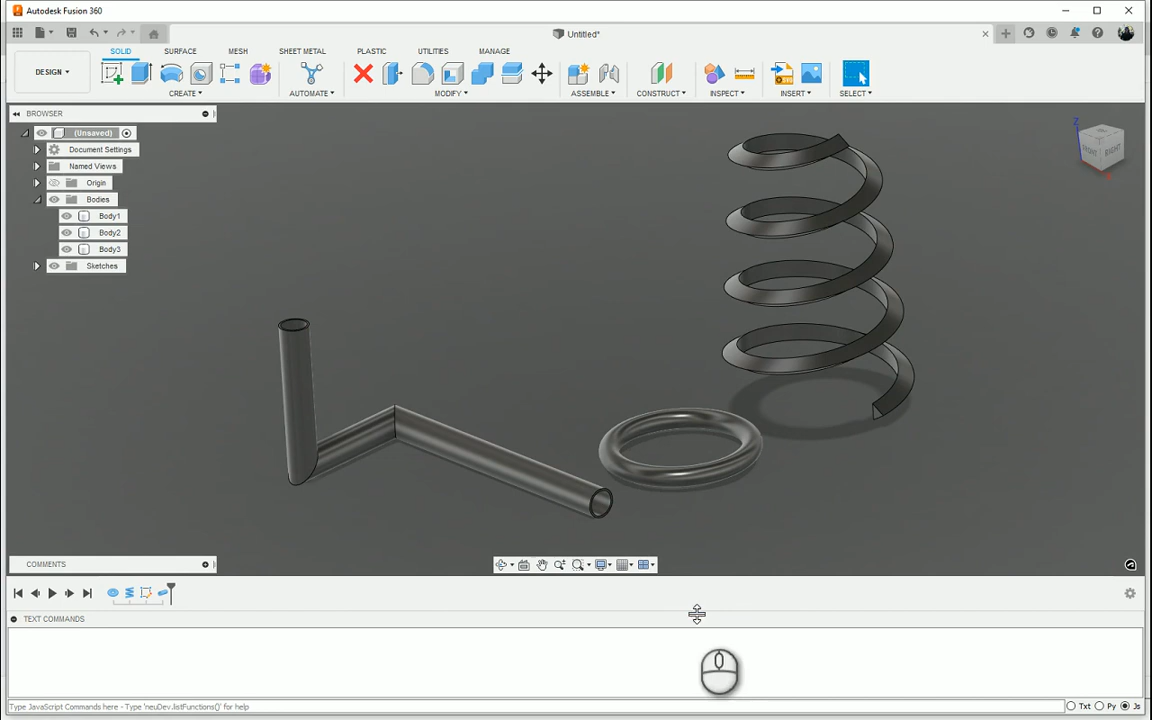 Autodesk Fusion 360
Untitled*
SOLID SURFACE MESH SHEET METAL PLASTIC UTILITIES MANAGE
DESIGN
CREATE AUTOMATE MODIFY ASSEMBLE CONSTRUCT INSPECT INSERT SELECT
BROWSER
(Unsaved)
Document Settings
Named Views
Origin
Bodies
Body1
Body2
Body3
Sketches
Z
FRONT RIGHT
COMMENTS
TEXT COMMANDS
Type JavaScript Commands here - Type 'neuDev.listFunctions()' for help
Txt Py Js